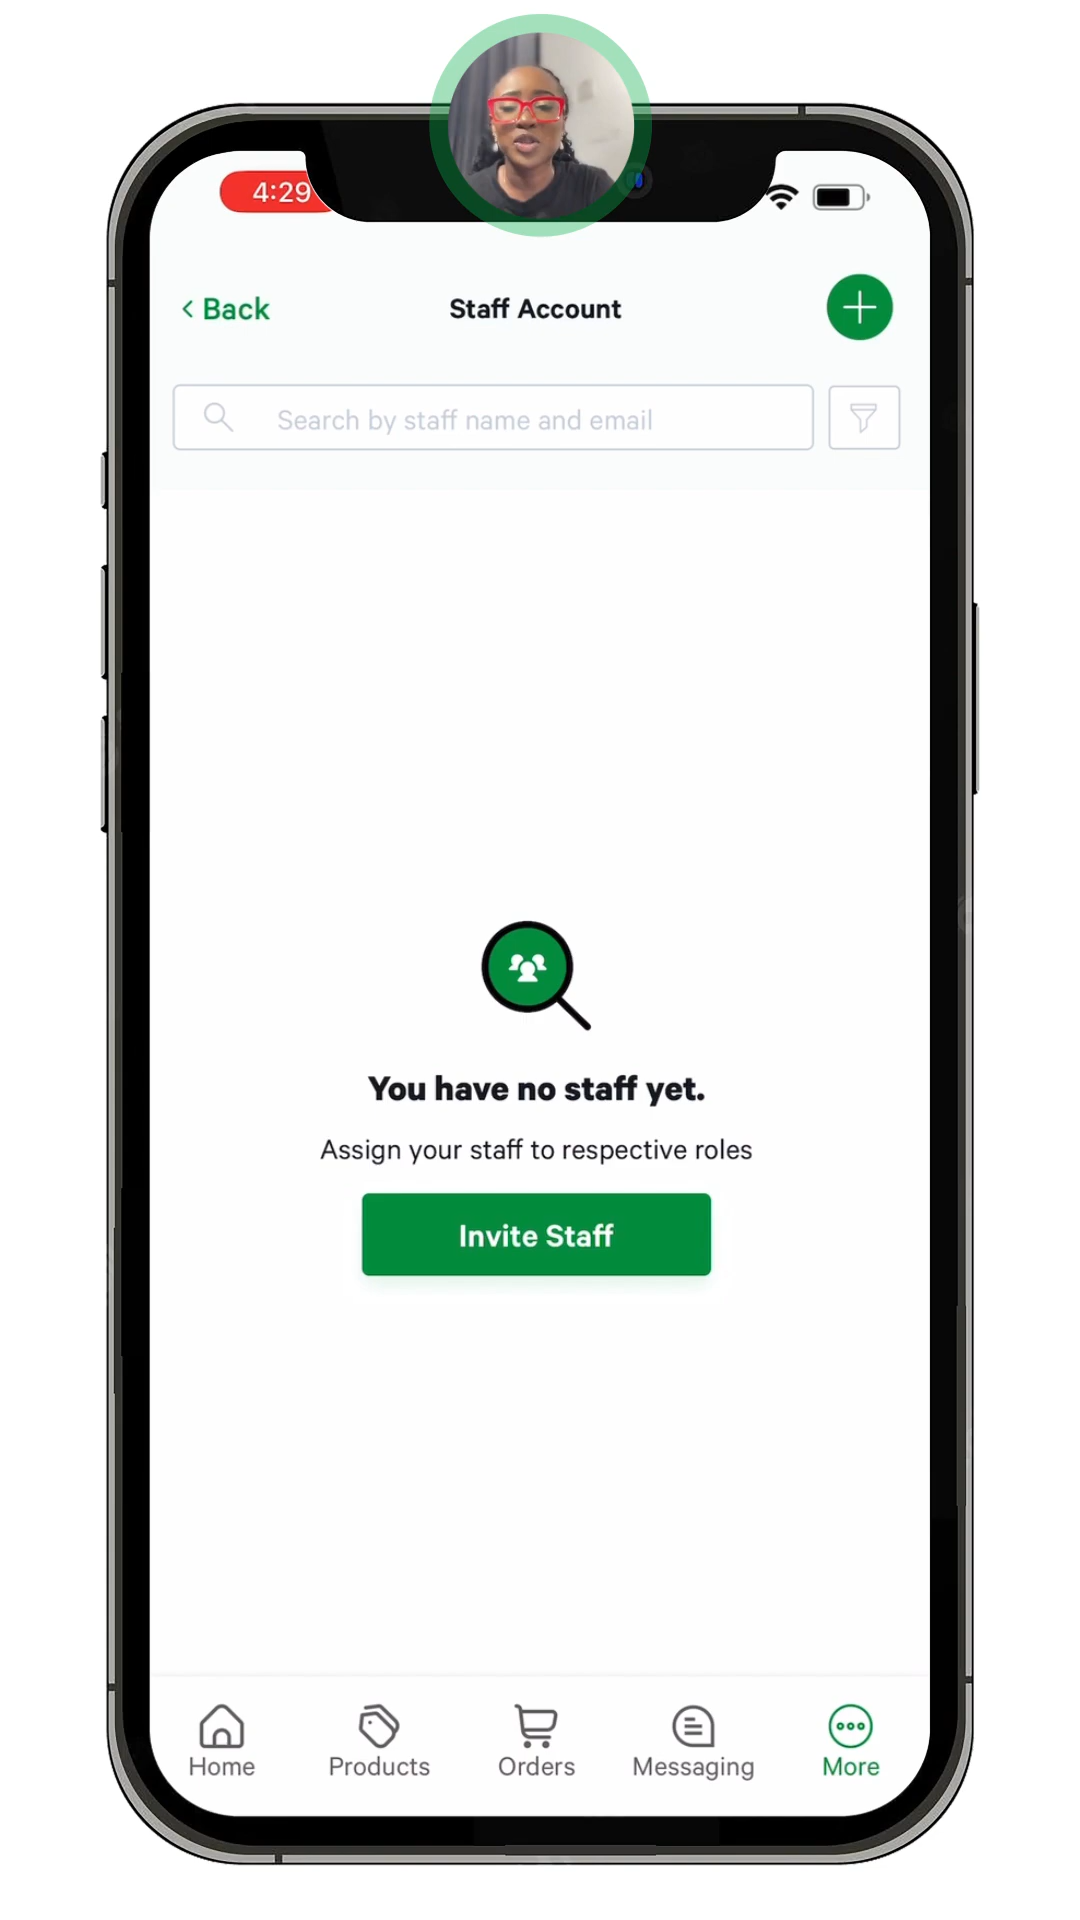 4:29
Back
Staff Account
Search by staff name and email
You have no staff yet.
Assign your staff to respective roles
Invite Staff
Home
Products
Orders
Messaging
More